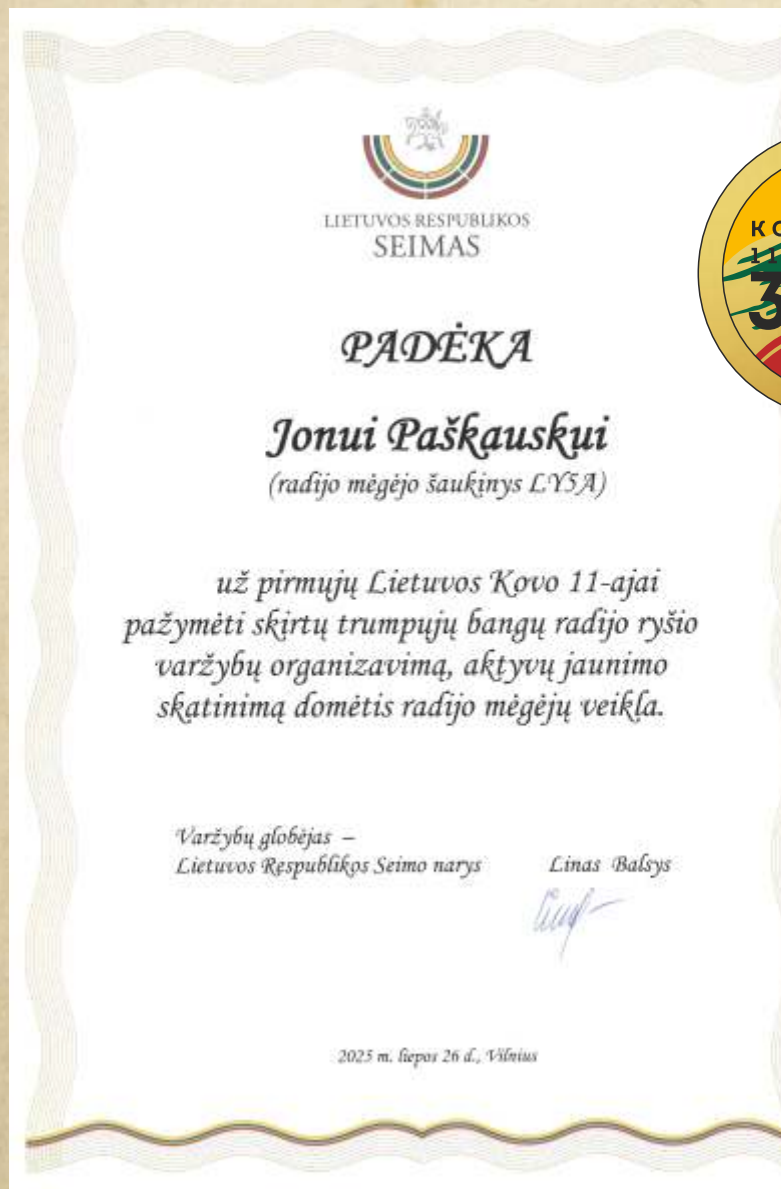 LIETUVOS RESPUBLIKOS
SEIMAS
PADĖKA
Jonui Paškauskui
(radijo mėgėjo šaukinys LY5A)
už pirmųjų Lietuvos Kovo 11-ajai
pažymėti skirtų trumpųjų bangų radijo ryšio
varžybų organizavimą, aktyvų jaunimo
skatinimą domėtis radijo mėgėjų veikla.
Varžybų globėjas –
Lietuvos Respublikos Seimo narys Linas Balsys
2025 m. liepos 26 d., Vilnius
11